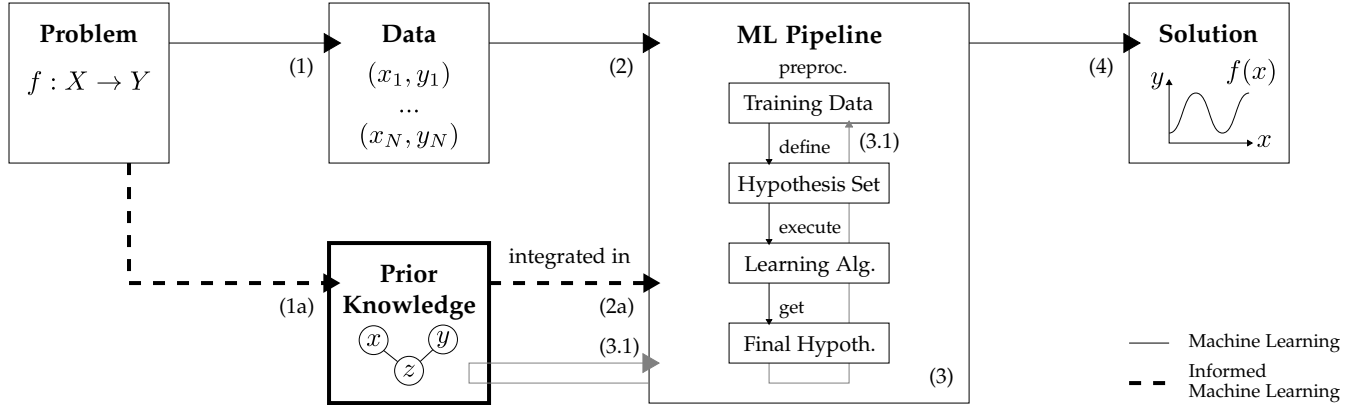 Problem
f : X → Y
(1)
Data
(x₁, y₁)
...
(x_N, y_N)
(2)
ML Pipeline
preproc.
Training Data
define
(3.1)
Hypothesis Set
execute
Learning Alg.
get
Final Hypoth.
(3)
(4)
Solution
y
f(x)
x
(1a)
Prior
Knowledge
x
y
z
integrated in
(2a)
(3.1)
Machine Learning
Informed
Machine Learning